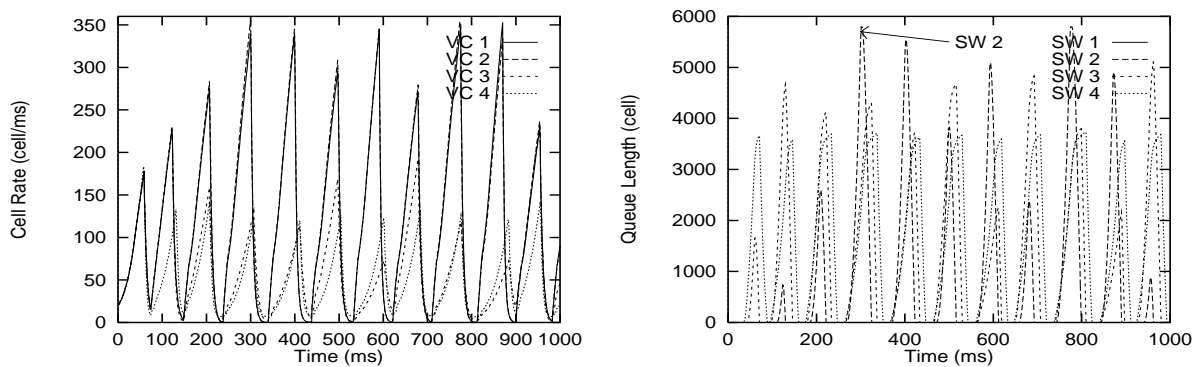 350
300
250
200
150
100
50
0
Cell Rate (cell/ms)
VC 1
VC 2
VC 3
VC 4
0 100 200 300 400 500 600 700 800 900 1000
Time (ms)
6000
5000
4000
3000
2000
1000
0
Queue Length (cell)
SW 2
SW 1
SW 2
SW 3
SW 4
0 200 400 600 800 1000
Time (ms)